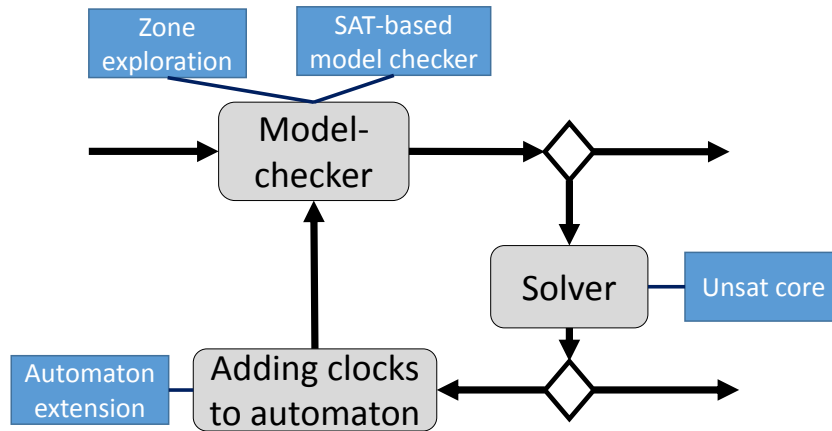 Zone
exploration
SAT-based
model checker
Model-
checker
Solver
Unsat core
Automaton
extension
Adding clocks
to automaton